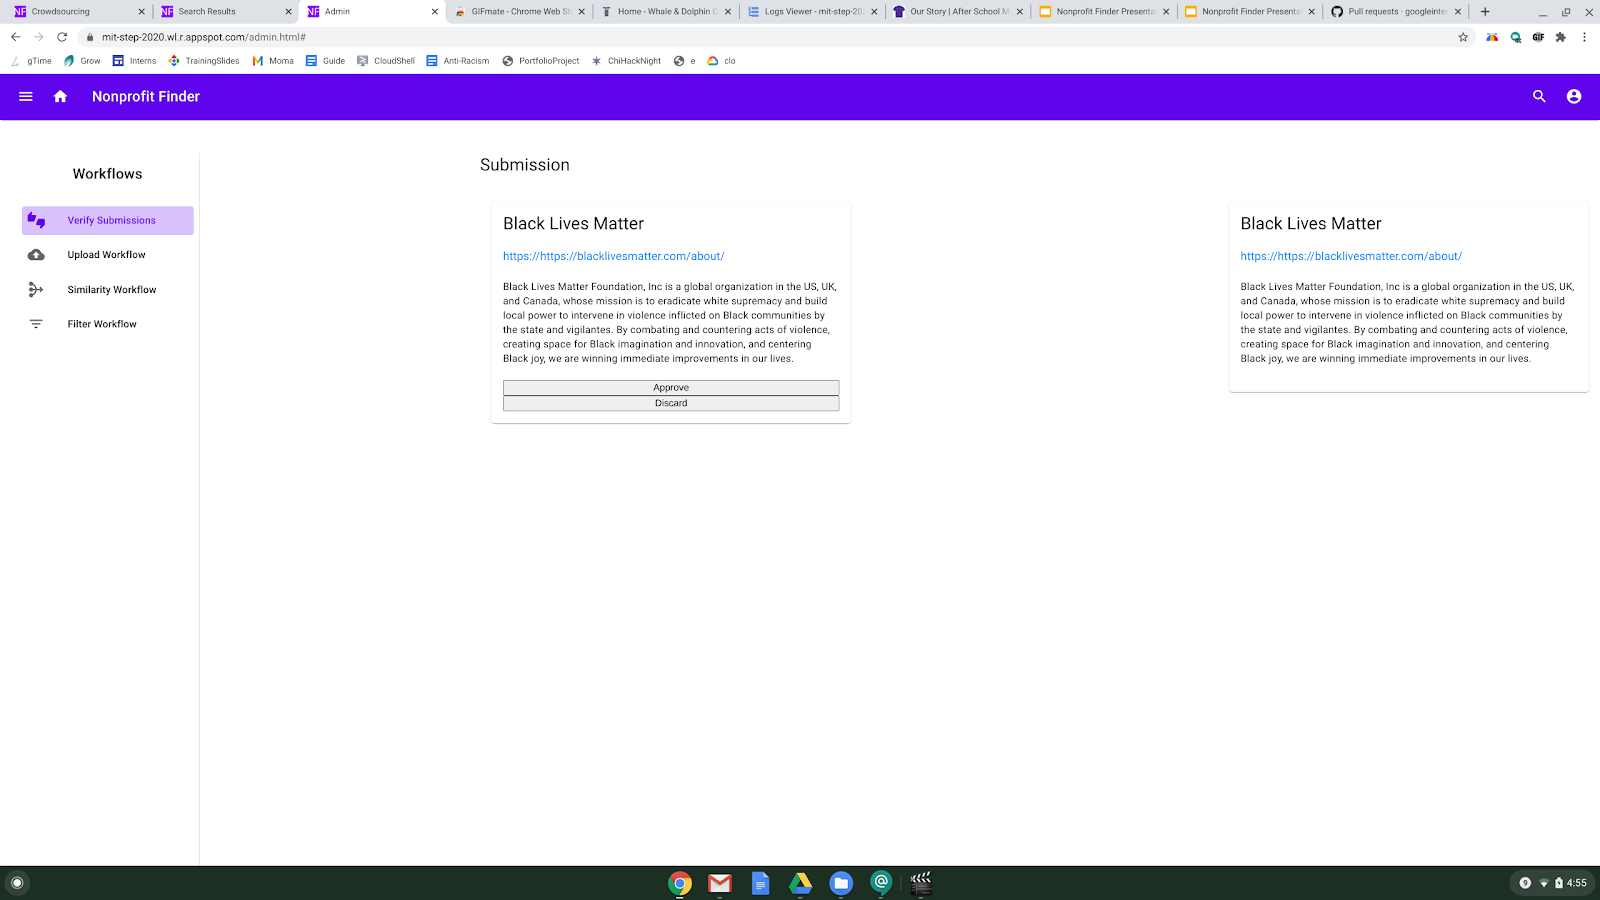 NF Crowdsourcing
NF Search Results
NF Admin
GIFmate - Chrome Web St
Home - Whale & Dolphin C
Logs Viewer - mit-step-202
Our Story | After School M
Nonprofit Finder Presenta
Nonprofit Finder Presenta
Pull requests · googleinter
mit-step-2020.wl.r.appspot.com/admin.html#
GIF
gTime
Grow
Interns
TrainingSlides
Moma
Guide
CloudShell
Anti-Racism
PortfolioProject
ChiHackNight
e
clo
Nonprofit Finder
Workflows
Verify Submissions
Upload Workflow
Similarity Workflow
Filter Workflow
Submission
Black Lives Matter
https://https://blacklivesmatter.com/about/
Black Lives Matter Foundation, Inc is a global organization in the US, UK,
and Canada, whose mission is to eradicate white supremacy and build
local power to intervene in violence inflicted on Black communities by
the state and vigilantes. By combating and countering acts of violence,
creating space for Black imagination and innovation, and centering
Black joy, we are winning immediate improvements in our lives.
Approve
Discard
Black Lives Matter
https://https://blacklivesmatter.com/about/
Black Lives Matter Foundation, Inc is a global organization in the US, UK,
and Canada, whose mission is to eradicate white supremacy and build
local power to intervene in violence inflicted on Black communities by
the state and vigilantes. By combating and countering acts of violence,
creating space for Black imagination and innovation, and centering
Black joy, we are winning immediate improvements in our lives.
9
4:55